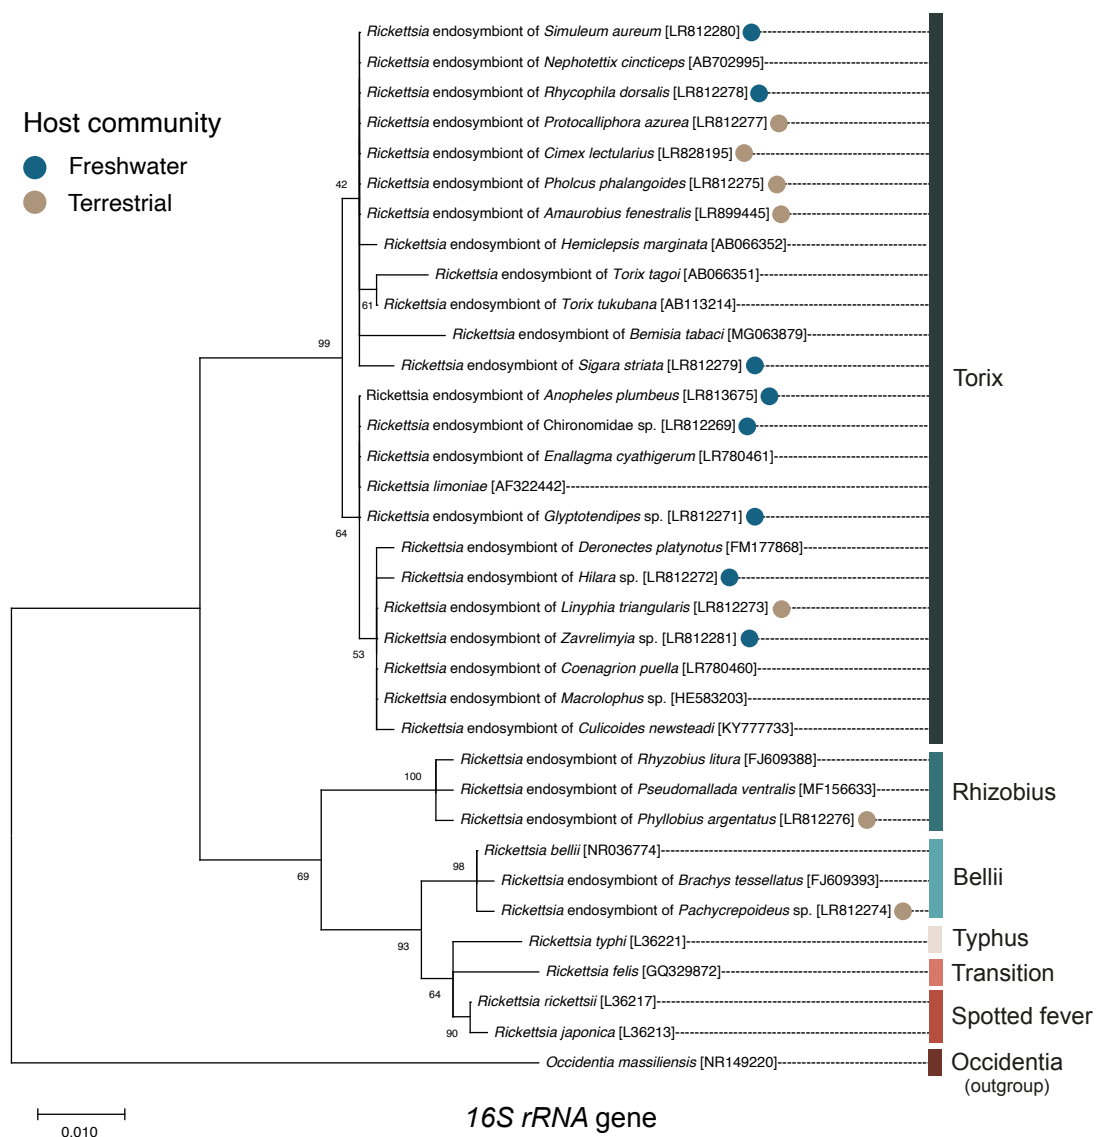 Host community
Freshwater
Terrestrial
Rickettsia endosymbiont of Simuleum aureum [LR812280]
Rickettsia endosymbiont of Nephotettix cincticeps [AB702995]
Rickettsia endosymbiont of Rhycophila dorsalis [LR812278]
Rickettsia endosymbiont of Protocalliphora azurea [LR812277]
Rickettsia endosymbiont of Cimex lectularius [LR828195]
Rickettsia endosymbiont of Pholcus phalangoides [LR812275]
42
Rickettsia endosymbiont of Amaurobius fenestralis [LR899445]
Rickettsia endosymbiont of Hemiclepsis marginata [AB066352]
Rickettsia endosymbiont of Torix tagoi [AB066351]
61
Rickettsia endosymbiont of Torix tukubana [AB113214]
Rickettsia endosymbiont of Bemisia tabaci [MG063879]
99
Rickettsia endosymbiont of Sigara striata [LR812279]
Torix
Rickettsia endosymbiont of Anopheles plumbeus [LR813675]
Rickettsia endosymbiont of Chironomidae sp. [LR812269]
Rickettsia endosymbiont of Enallagma cyathigerum [LR780461]
Rickettsia limoniae [AF322442]
Rickettsia endosymbiont of Glyptotendipes sp. [LR812271]
64
Rickettsia endosymbiont of Deronectes platynotus [FM177868]
Rickettsia endosymbiont of Hilara sp. [LR812272]
Rickettsia endosymbiont of Linyphia triangularis [LR812273]
Rickettsia endosymbiont of Zavrelimyia sp. [LR812281]
53
Rickettsia endosymbiont of Coenagrion puella [LR780460]
Rickettsia endosymbiont of Macrolophus sp. [HE583203]
Rickettsia endosymbiont of Culicoides newsteadi [KY777733]
Rickettsia endosymbiont of Rhyzobius litura [FJ609388]
100
Rickettsia endosymbiont of Pseudomallada ventralis [MF156633]
Rhizobius
Rickettsia endosymbiont of Phyllobius argentatus [LR812276]
Rickettsia bellii [NR036774]
98
69
Rickettsia endosymbiont of Brachys tessellatus [FJ609393]
Bellii
Rickettsia endosymbiont of Pachycrepoideus sp. [LR812274]
93
Rickettsia typhi [L36221]
Typhus
Rickettsia felis [GQ329872]
Transition
64
Rickettsia rickettsii [L36217]
Spotted fever
90
Rickettsia japonica [L36213]
Occidentia massiliensis [NR149220]
Occidentia
(outgroup)
0.010
16S rRNA gene